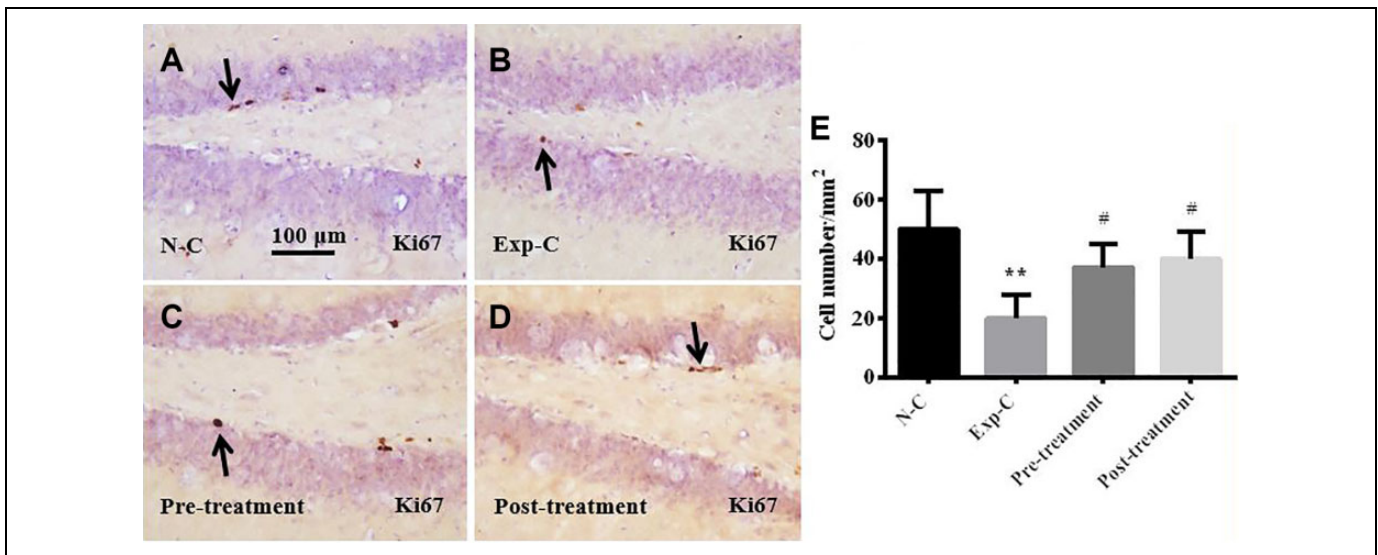 A
N-C
100 μm
Ki67
B
Exp-C
Ki67
C
Pre-treatment
Ki67
D
Post-treatment
Ki67
E
Cell number/mm²
80
60
40
20
0
**
#
#
N-C
Exp-C
Pre-treatment
Post-treatment